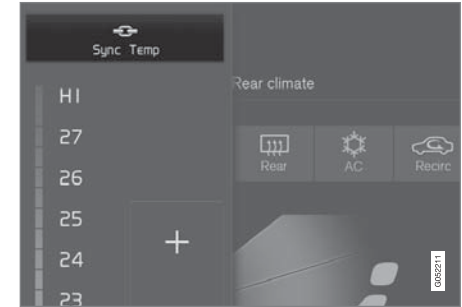 Sync Temp
Rear climate
HI
27
26
25
24
23
Rear
AC
Recirc
+
G052211